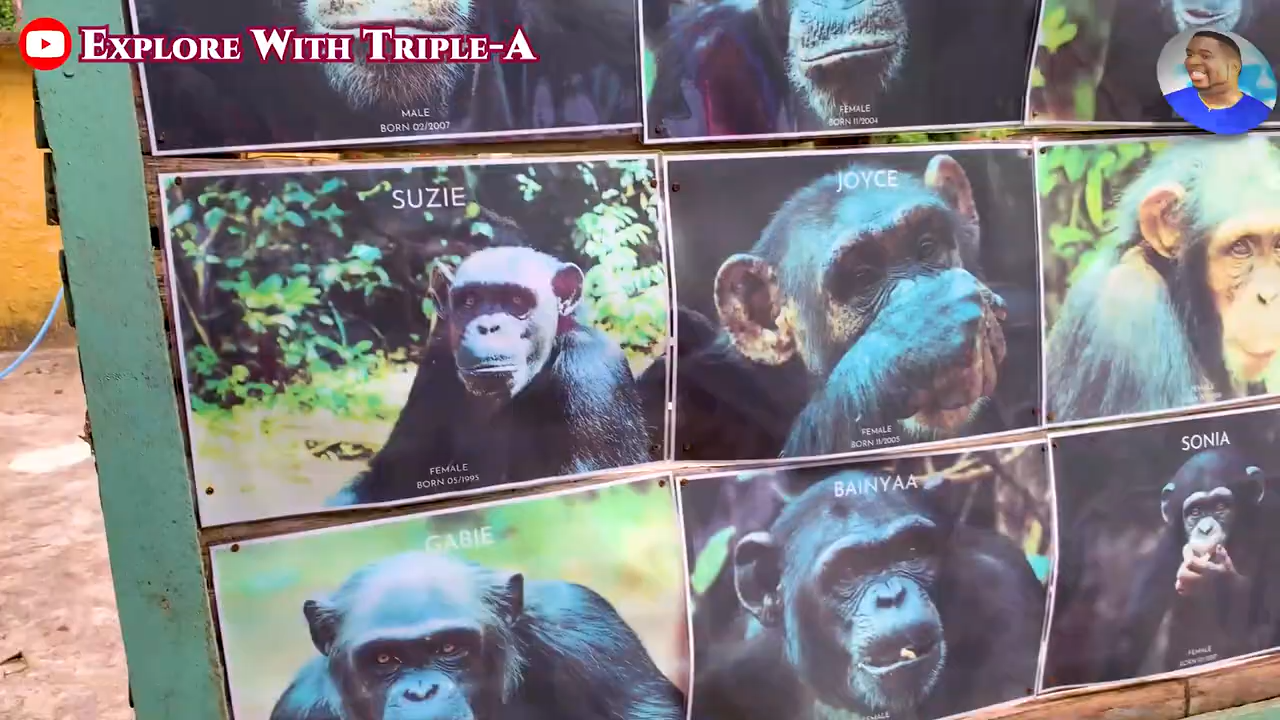 Explore With Triple-A
MALE
BORN 02/2007
FEMALE
BORN 11/2004
SUZIE
FEMALE
BORN 05/1995
JOYCE
FEMALE
BORN 11/2005
GABIE
BAINYAA
FEMALE
SONIA
FEMALE